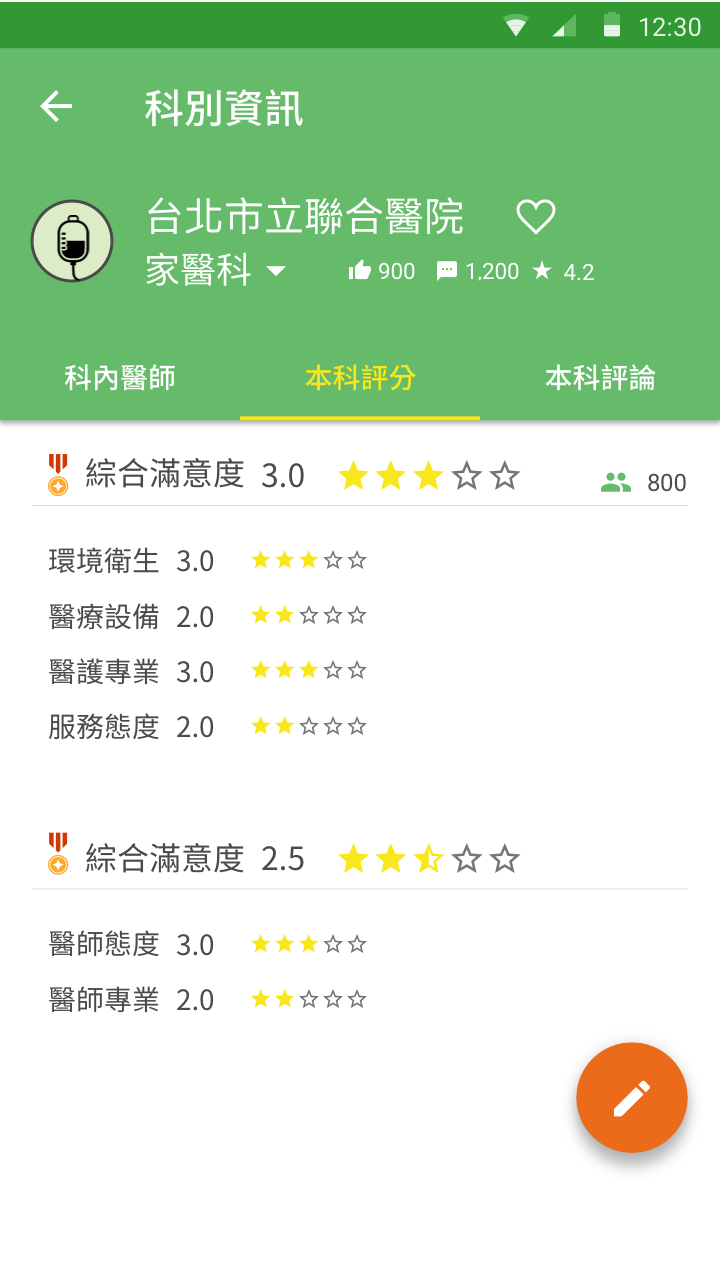 12:30
科別資訊
台北市立聯合醫院
家醫科 900 1,200 4.2
科內醫師 本科評分 本科評論
綜合滿意度 3.0 800
環境衛生 3.0
醫療設備 2.0
醫護專業 3.0
服務態度 2.0
綜合滿意度 2.5
醫師態度 3.0
醫師專業 2.0